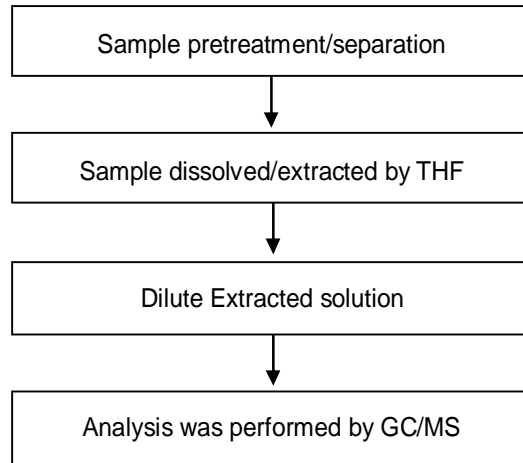 Sample pretreatment/separation
Sample dissolved/extracted by THF
Dilute Extracted solution
Analysis was performed by GC/MS